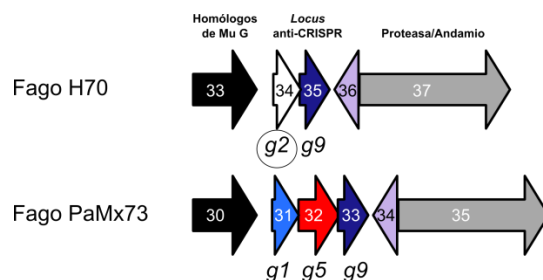 Homólogos
de Mu G
Locus
anti-CRISPR
Proteasa/Andamio
Fago H70
33 34 35 36 37
g2 g9
Fago PaMx73
30 31 32 33 34 35
g1 g5 g9